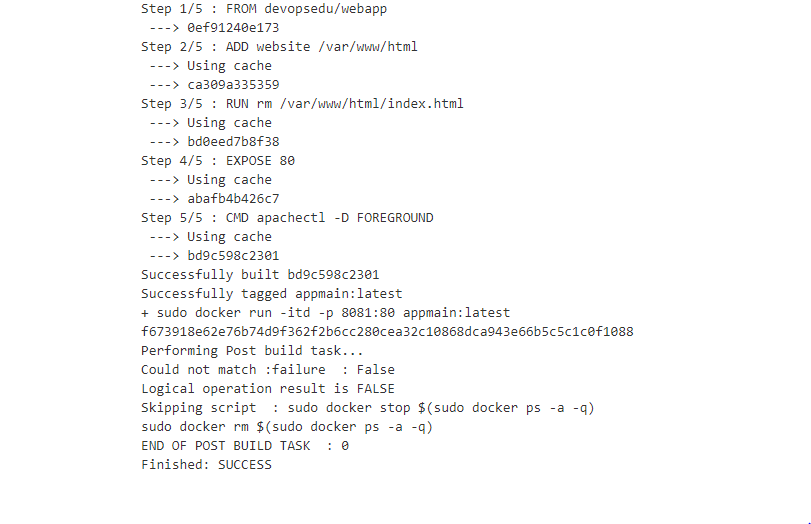 Step 1/5 : FROM devopsedu/webapp
---> 0ef91240e173
Step 2/5 : ADD website /var/www/html
---> Using cache
---> ca309a335359
Step 3/5 : RUN rm /var/www/html/index.html
---> Using cache
---> bd0eed7b8f38
Step 4/5 : EXPOSE 80
---> Using cache
---> abafb4b426c7
Step 5/5 : CMD apachectl -D FOREGROUND
---> Using cache
---> bd9c598c2301
Successfully built bd9c598c2301
Successfully tagged appmain:latest
+ sudo docker run -itd -p 8081:80 appmain:latest
f673918e62e76b74d9f362f2b6cc280cea32c10868dca943e66b5c5c1c0f1088
Performing Post build task...
Could not match :failure  : False
Logical operation result is FALSE
Skipping script  : sudo docker stop $(sudo docker ps -a -q)
sudo docker rm $(sudo docker ps -a -q)
END OF POST BUILD TASK  : 0
Finished: SUCCESS
.